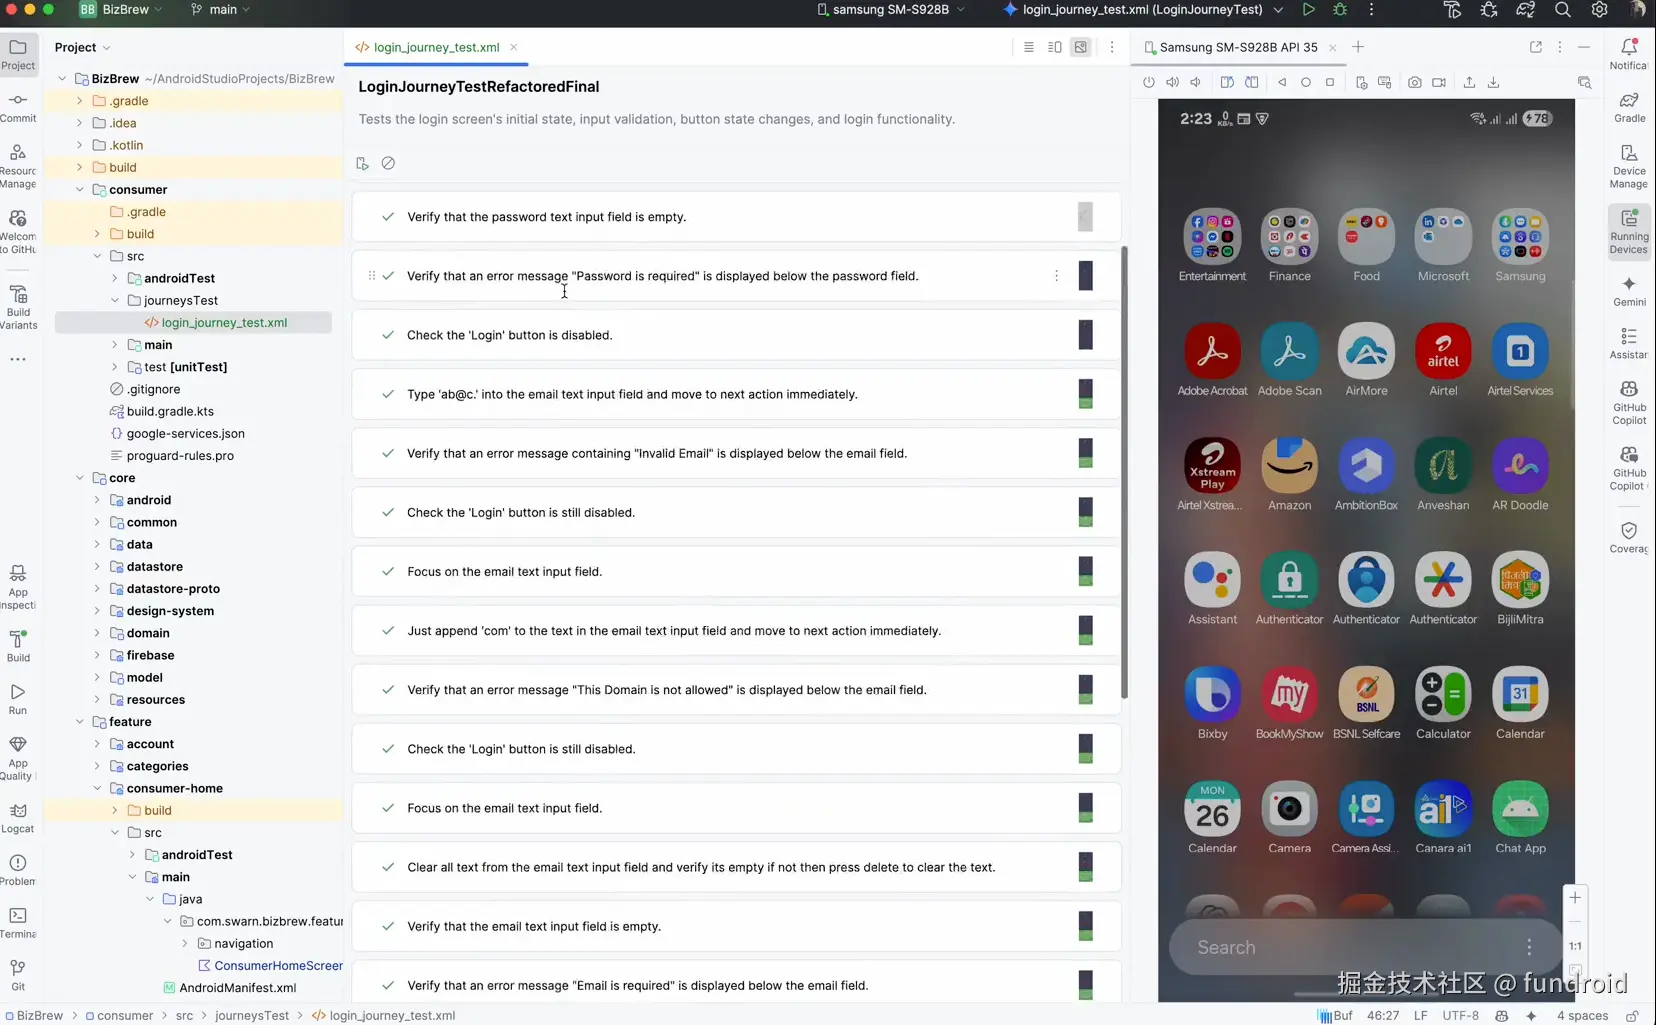 BB BizBrew main samsung SM-S928B login_journey_test.xml (LoginJourneyTest)
Project
Commit
Resourc
Manage
Welcom
to GitHu
Build
Variants
App
Inspecti
Build
Run
App
Quality
Logcat
Problem
Termina
Git
Project
BizBrew ~/AndroidStudioProjects/BizBrew
.gradle
.idea
.kotlin
build
consumer
.gradle
build
src
androidTest
journeysTest
login_journey_test.xml
main
test [unitTest]
.gitignore
build.gradle.kts
google-services.json
proguard-rules.pro
core
android
common
data
datastore
datastore-proto
design-system
domain
firebase
model
resources
feature
account
categories
consumer-home
build
src
androidTest
main
java
com.swarn.bizbrew.featur
navigation
ConsumerHomeScreen
AndroidManifest.xml
login_journey_test.xml
LoginJourneyTestRefactoredFinal
Tests the login screen's initial state, input validation, button state changes, and login functionality.
Verify that the password text input field is empty.
Verify that an error message "Password is required" is displayed below the password field.
Check the 'Login' button is disabled.
Type 'ab@c.' into the email text input field and move to next action immediately.
Verify that an error message containing "Invalid Email" is displayed below the email field.
Check the 'Login' button is still disabled.
Focus on the email text input field.
Just append 'com' to the text in the email text input field and move to next action immediately.
Verify that an error message "This Domain is not allowed" is displayed below the email field.
Check the 'Login' button is still disabled.
Focus on the email text input field.
Clear all text from the email text input field and verify its empty if not then press delete to clear the text.
Verify that the email text input field is empty.
Verify that an error message "Email is required" is displayed below the email field.
Samsung SM-S928B API 35
2:23 0 KB/s 78
Entertainment Finance Food Microsoft Samsung
airtel 1
Adobe Acrobat Adobe Scan AirMore Airtel Airtel Services
Xstream
Play
Airtel Xstrea... Amazon AmbitionBox Anveshan AR Doodle
Assistant Authenticator Authenticator Authenticator BijliMitra
my BSNL 31
Bixby BookMyShow BSNL Selfcare Calculator Calendar
MON
26 ai1
Calendar Camera Camera Assi... Canara ai1 Chat App
Search
1:1
Notifica
Gradle
Device
Manage
Running
Devices
Gemini
Assistar
GitHub
Copilot
GitHub
Copilot
Coverag
掘金技术社区 @ fundroid
BizBrew consumer src journeysTest login_journey_test.xml Buf 46:27 LF UTF-8 4 spaces